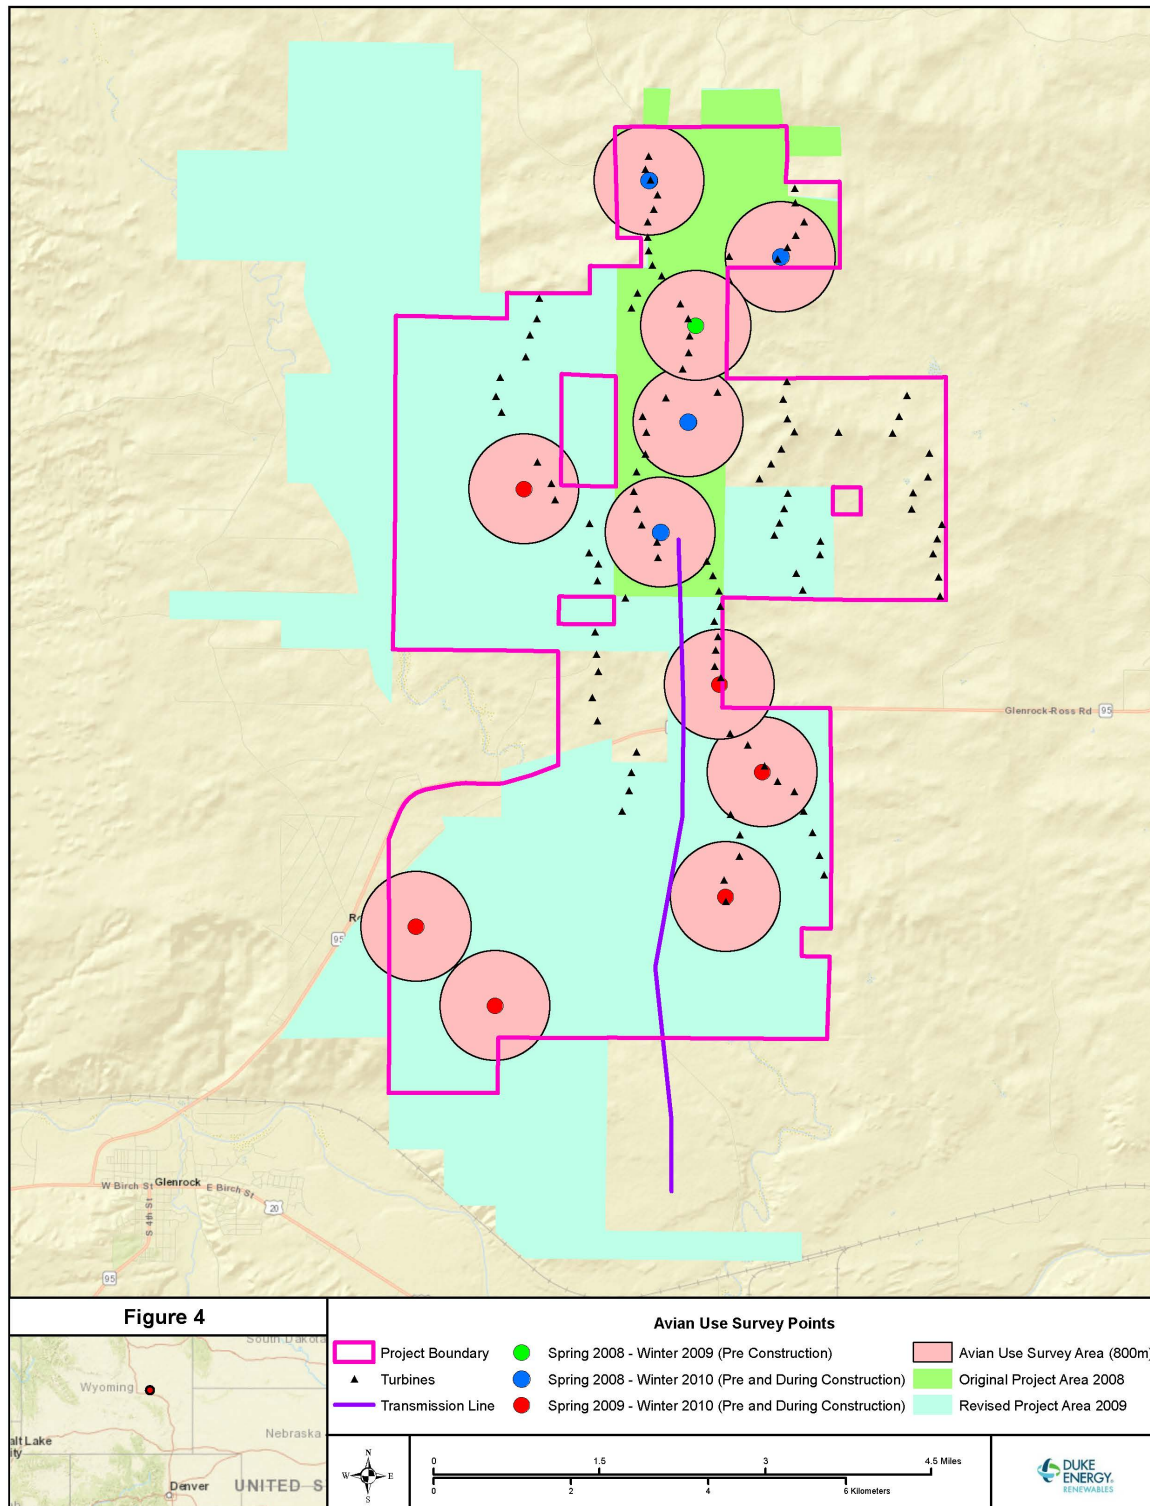 Glenrock-Ross Rd 95
95
W Birch St Glenrock E Birch St
S 4th St
20
95
Figure 4
South Dakota
Wyoming
Nebraska
alt Lake
ity
Denver
UNITED S
Avian Use Survey Points
Project Boundary
Turbines
Transmission Line
Spring 2008 - Winter 2009 (Pre Construction)
Spring 2008 - Winter 2010 (Pre and During Construction)
Spring 2009 - Winter 2010 (Pre and During Construction)
Avian Use Survey Area (800m)
Original Project Area 2008
Revised Project Area 2009
N
W E
S
0 1.5 3 4.5 Miles
0 2 4 6 Kilometers
DUKE
ENERGY®
RENEWABLES